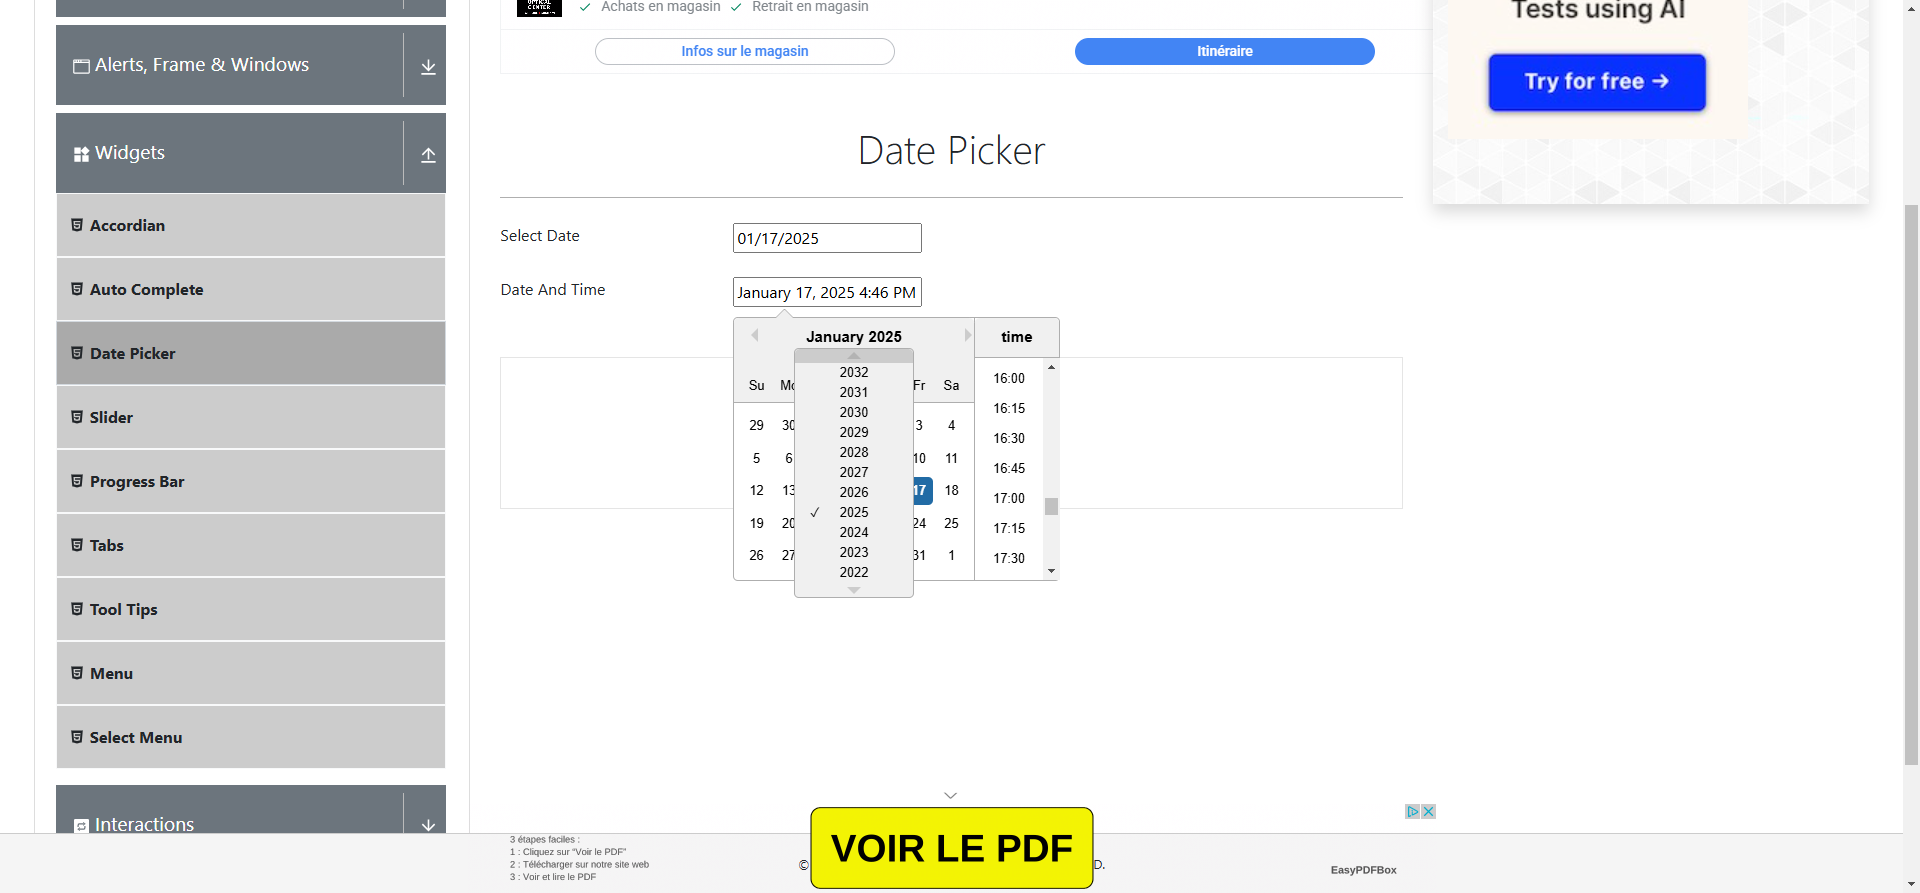 OPTICAL
CENTER
Achats en magasin
Retrait en magasin
Infos sur le magasin
Itinéraire
Tests using AI
Try for free →
Alerts, Frame & Windows
Widgets
Accordian
Auto Complete
Date Picker
Slider
Progress Bar
Tabs
Tool Tips
Menu
Select Menu
Interactions
Date Picker
Select Date
01/17/2025
Date And Time
January 17, 2025 4:46 PM
January 2025
time
2032
2031
2030
2029
2028
2027
2026
✓ 2025
2024
2023
2022
Su Mo Fr Sa
29 30 3 4
5 6 10 11
12 13 17 18
19 20 24 25
26 27 31 1
16:00
16:15
16:30
16:45
17:00
17:15
17:30
3 étapes faciles :
1 : Cliquez sur "Voir le PDF"
2 : Télécharger sur notre site web
3 : Voir et lire le PDF
©
VOIR LE PDF
D.
EasyPDFBox